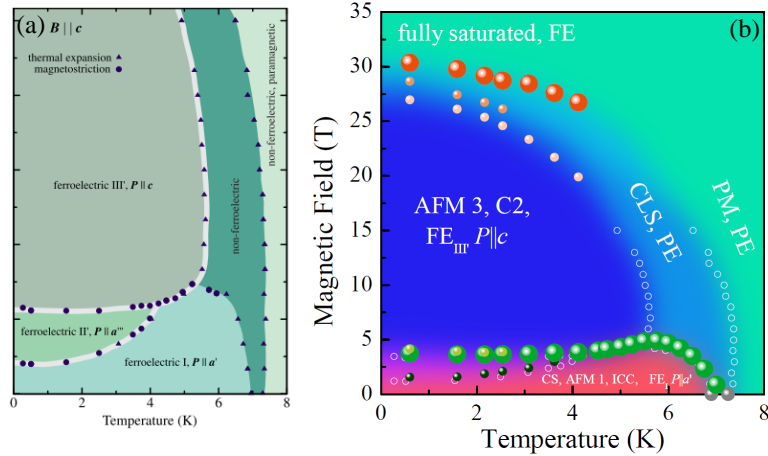 (a) B || c
thermal expansion
magnetostriction
ferroelectric III', P || c
non-ferroelectric
non-ferroelectric, paramagnetic
ferroelectric II', P || a'''
ferroelectric I, P || a'
0 2 4 6 8
Temperature (K)
(b)
fully saturated, FE
AFM 3, C2,
FE_III' P||c
CLS, PE
PM, PE
CS, AFM 1, ICC, FE, P||a'
35
30
25
20
15
10
5
0
Magnetic Field (T)
0 2 4 6 8
Temperature (K)